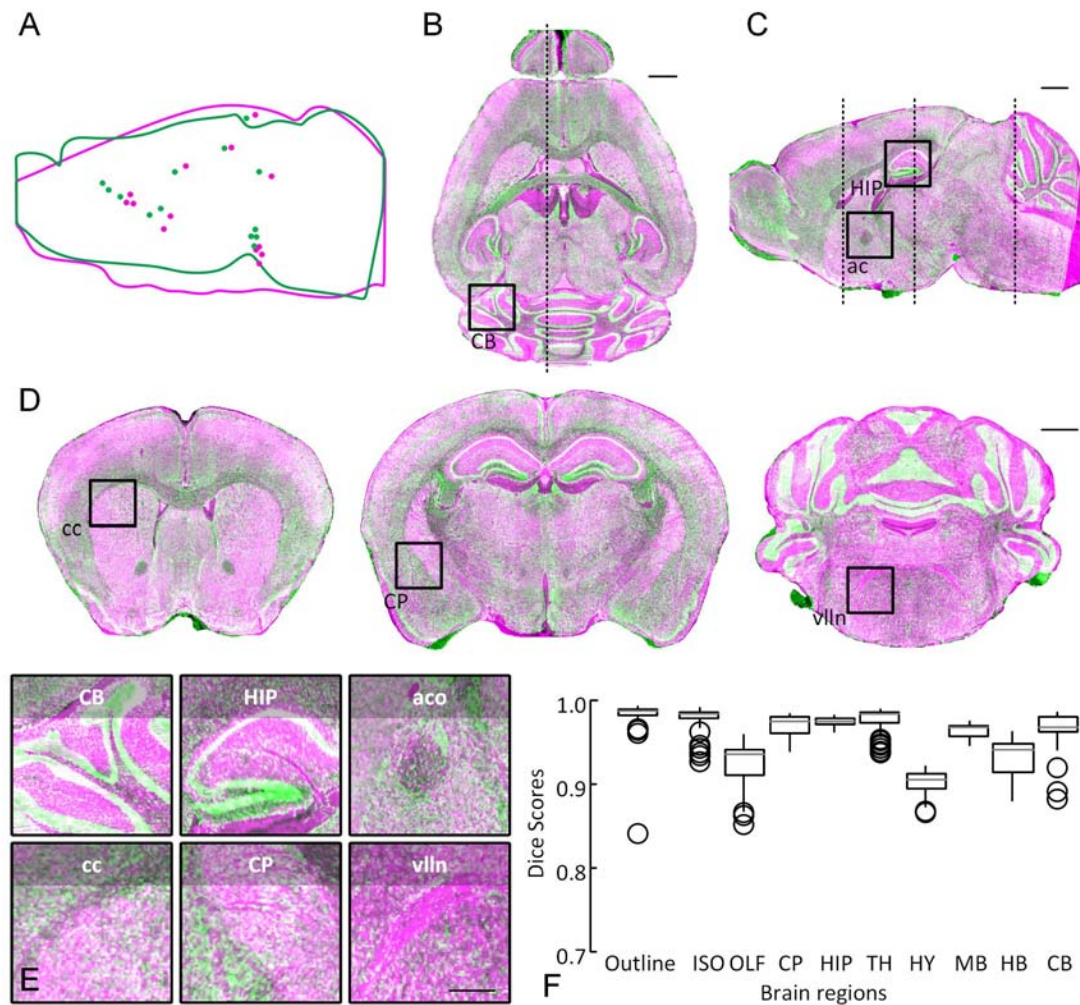 A
B
C
HIP
ac
CB
D
cc
CP
vlln
CB HIP aco
cc CP vlln
E
1.0
0.9
0.8
0.7
Dice Scores
Outline ISO OLF CP HIP TH HY MB HB CB
Brain regions
F